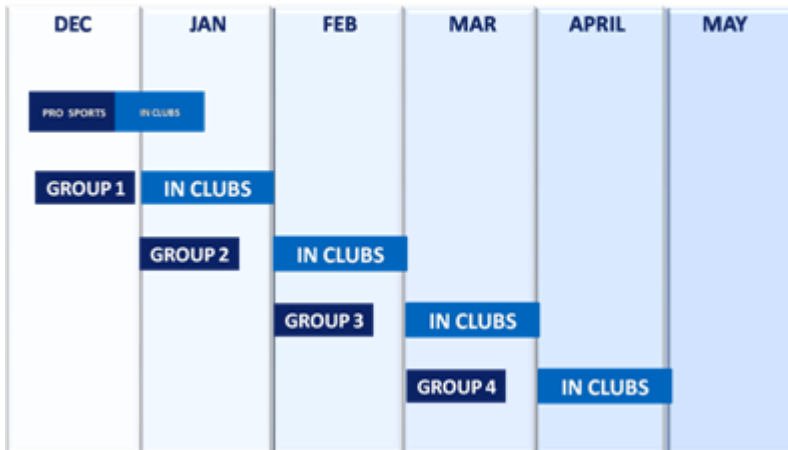 DEC JAN FEB MAR APRIL MAY
PRO SPORTS IN CLUBS
GROUP 1 IN CLUBS
GROUP 2 IN CLUBS
GROUP 3 IN CLUBS
GROUP 4 IN CLUBS